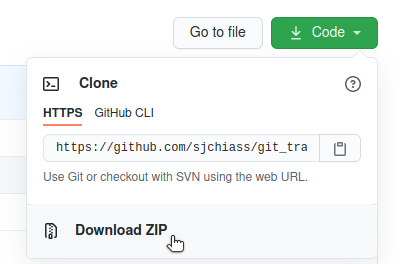 Go to file
Code
Clone
HTTPS GitHub CLI
https://github.com/sjchiass/git_tra
Use Git or checkout with SVN using the web URL.
Download ZIP